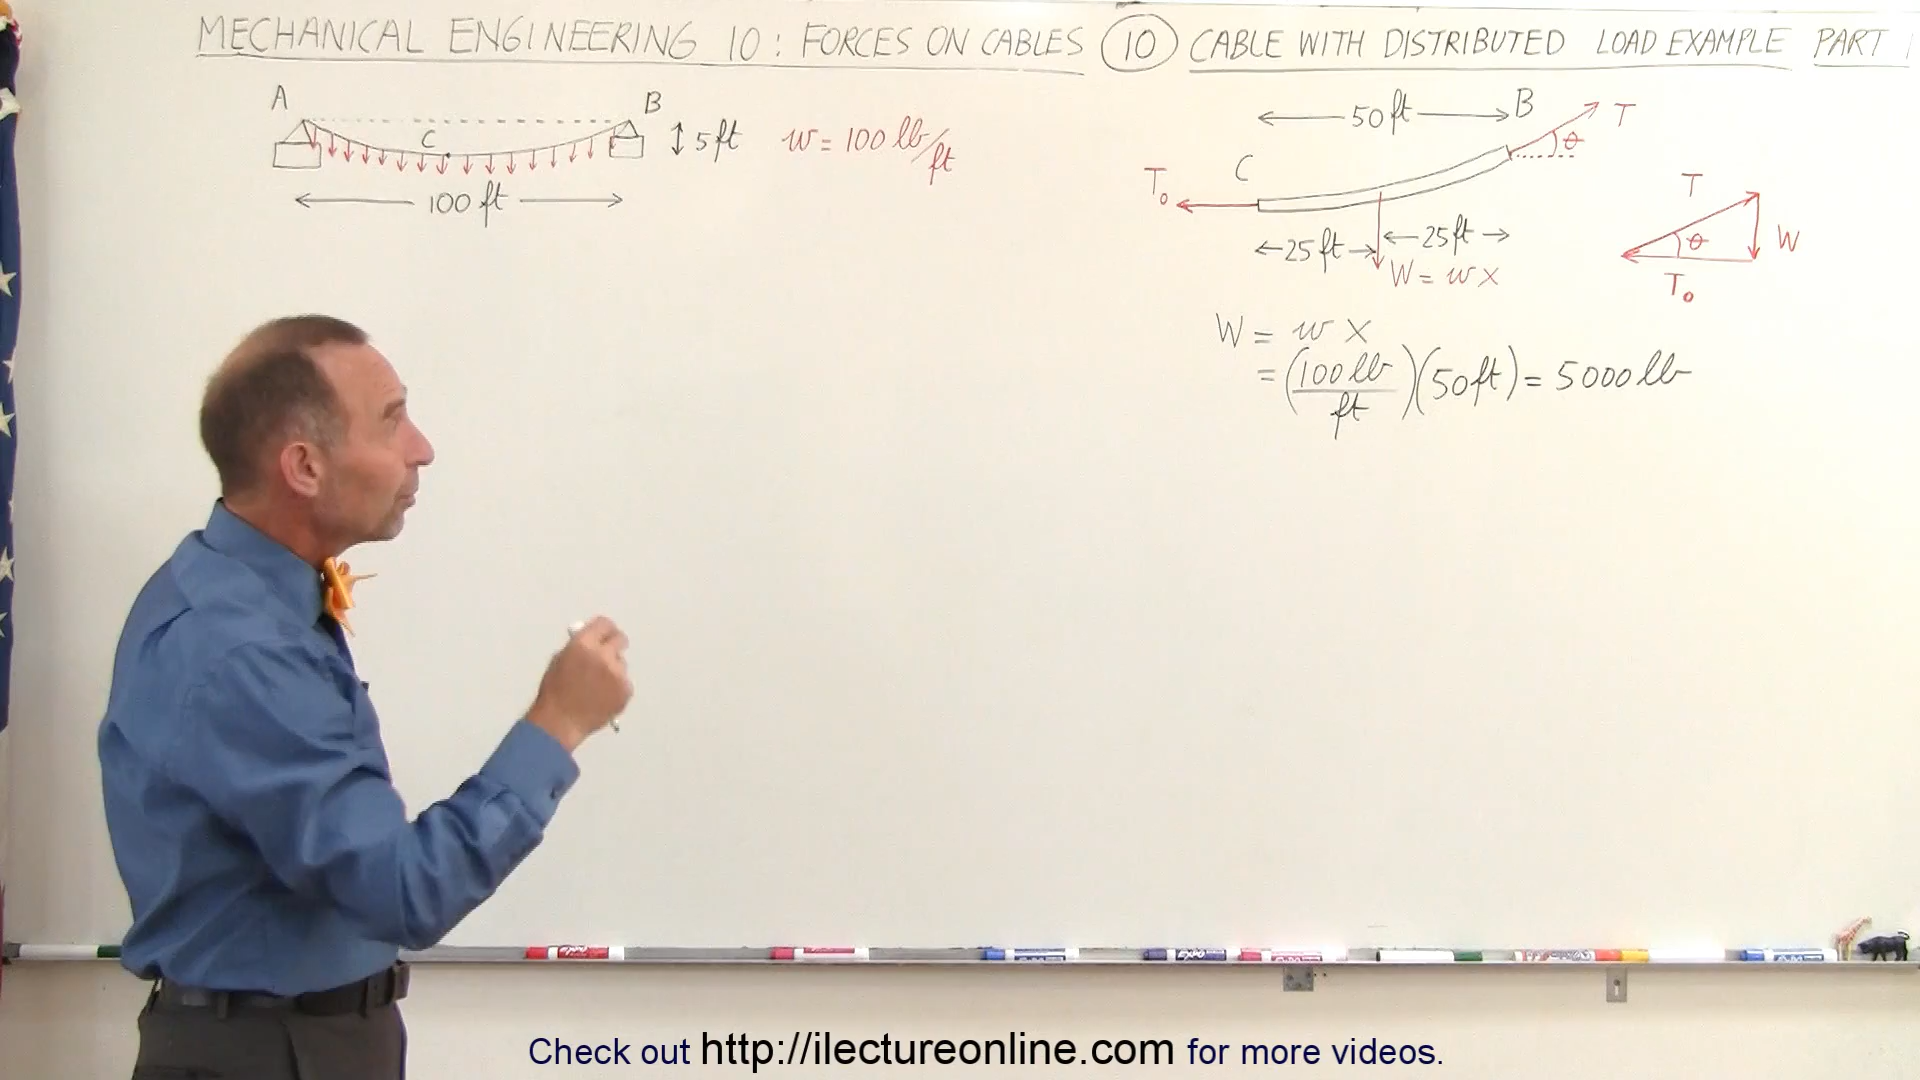 MECHANICAL ENGINEERING 10: FORCES ON CABLES (10) CABLE WITH DISTRIBUTED LOAD EXAMPLE PART
A
B
C
5 ft
w = 100 lb/ft
100 ft
50 ft
B
T
θ
C
T₀
25 ft
25 ft
W = w x
T
θ
W
T₀
W = w x
= (100 lb/ft)(50 ft) = 5000 lb
EXPO
Check out http://ilectureonline.com for more videos.